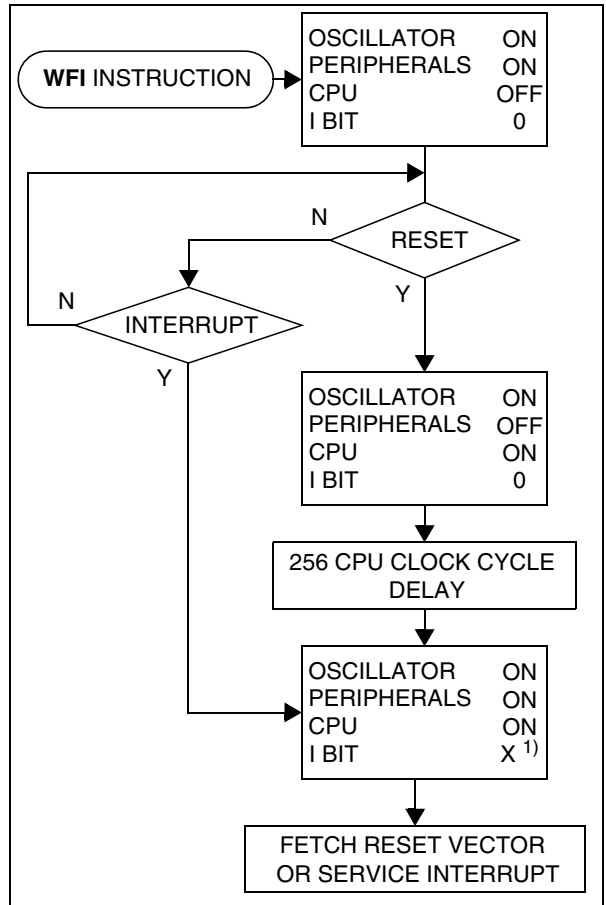 WFI INSTRUCTION
OSCILLATOR ON
PERIPHERALS ON
CPU OFF
I BIT 0
N
RESET
Y
N
INTERRUPT
Y
OSCILLATOR ON
PERIPHERALS OFF
CPU ON
I BIT 0
256 CPU CLOCK CYCLE
DELAY
OSCILLATOR ON
PERIPHERALS ON
CPU ON
I BIT X 1)
FETCH RESET VECTOR
OR SERVICE INTERRUPT